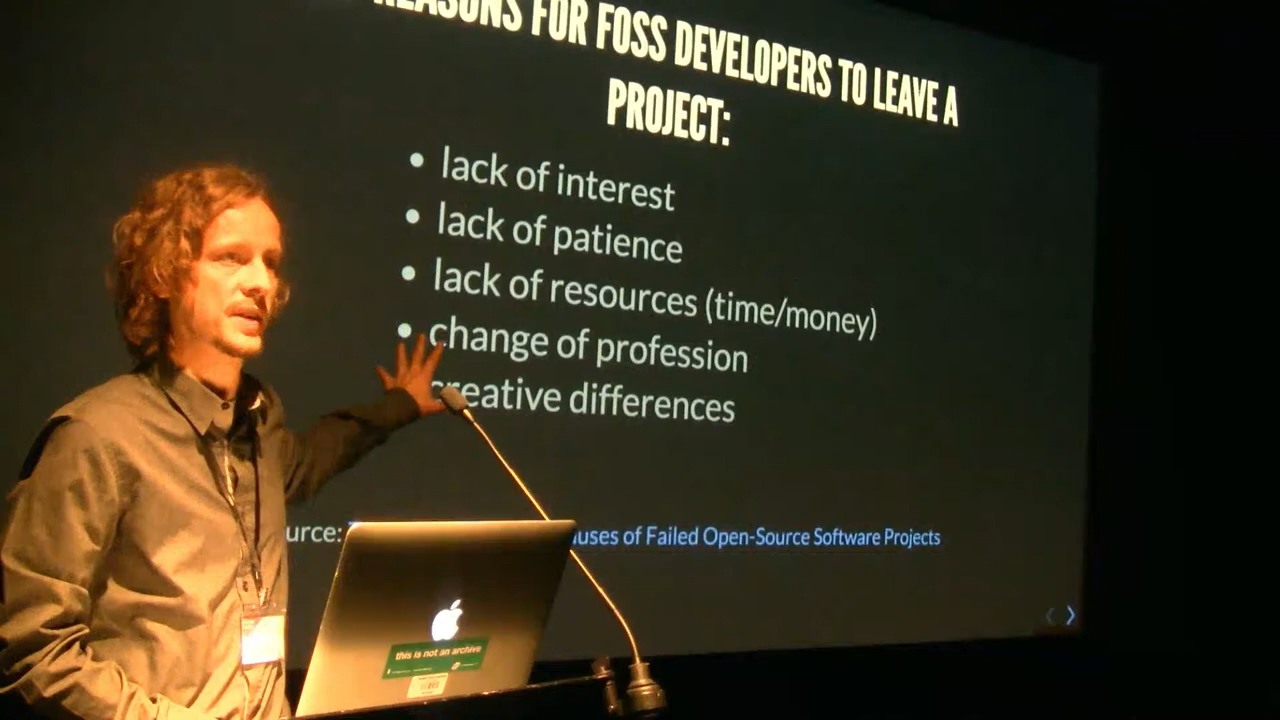 REASONS FOR FOSS DEVELOPERS TO LEAVE A
PROJECT:
• lack of interest
• lack of patience
• lack of resources (time/money)
• change of profession
creative differences
urce: uses of Failed Open-Source Software Projects
this is not an archive